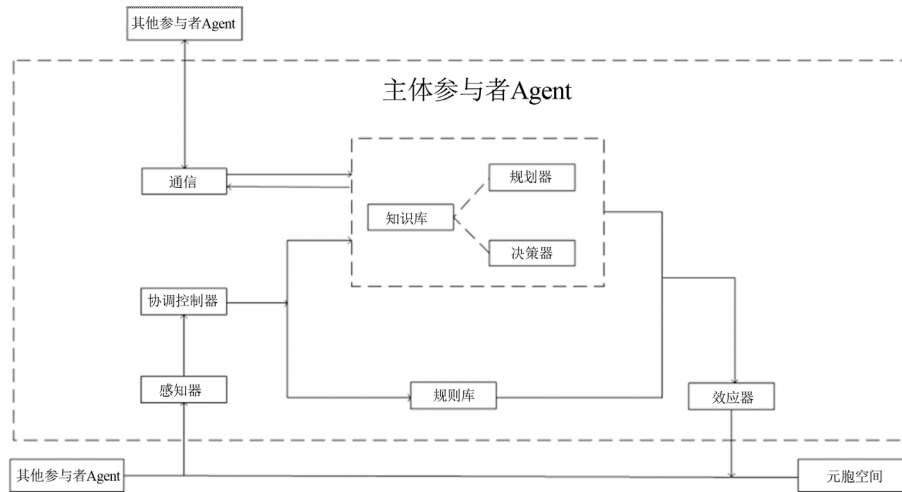 其他参与者Agent
主体参与者Agent
通信
规划器
知识库
决策器
协调控制器
感知器
规则库
效应器
其他参与者Agent
元胞空间